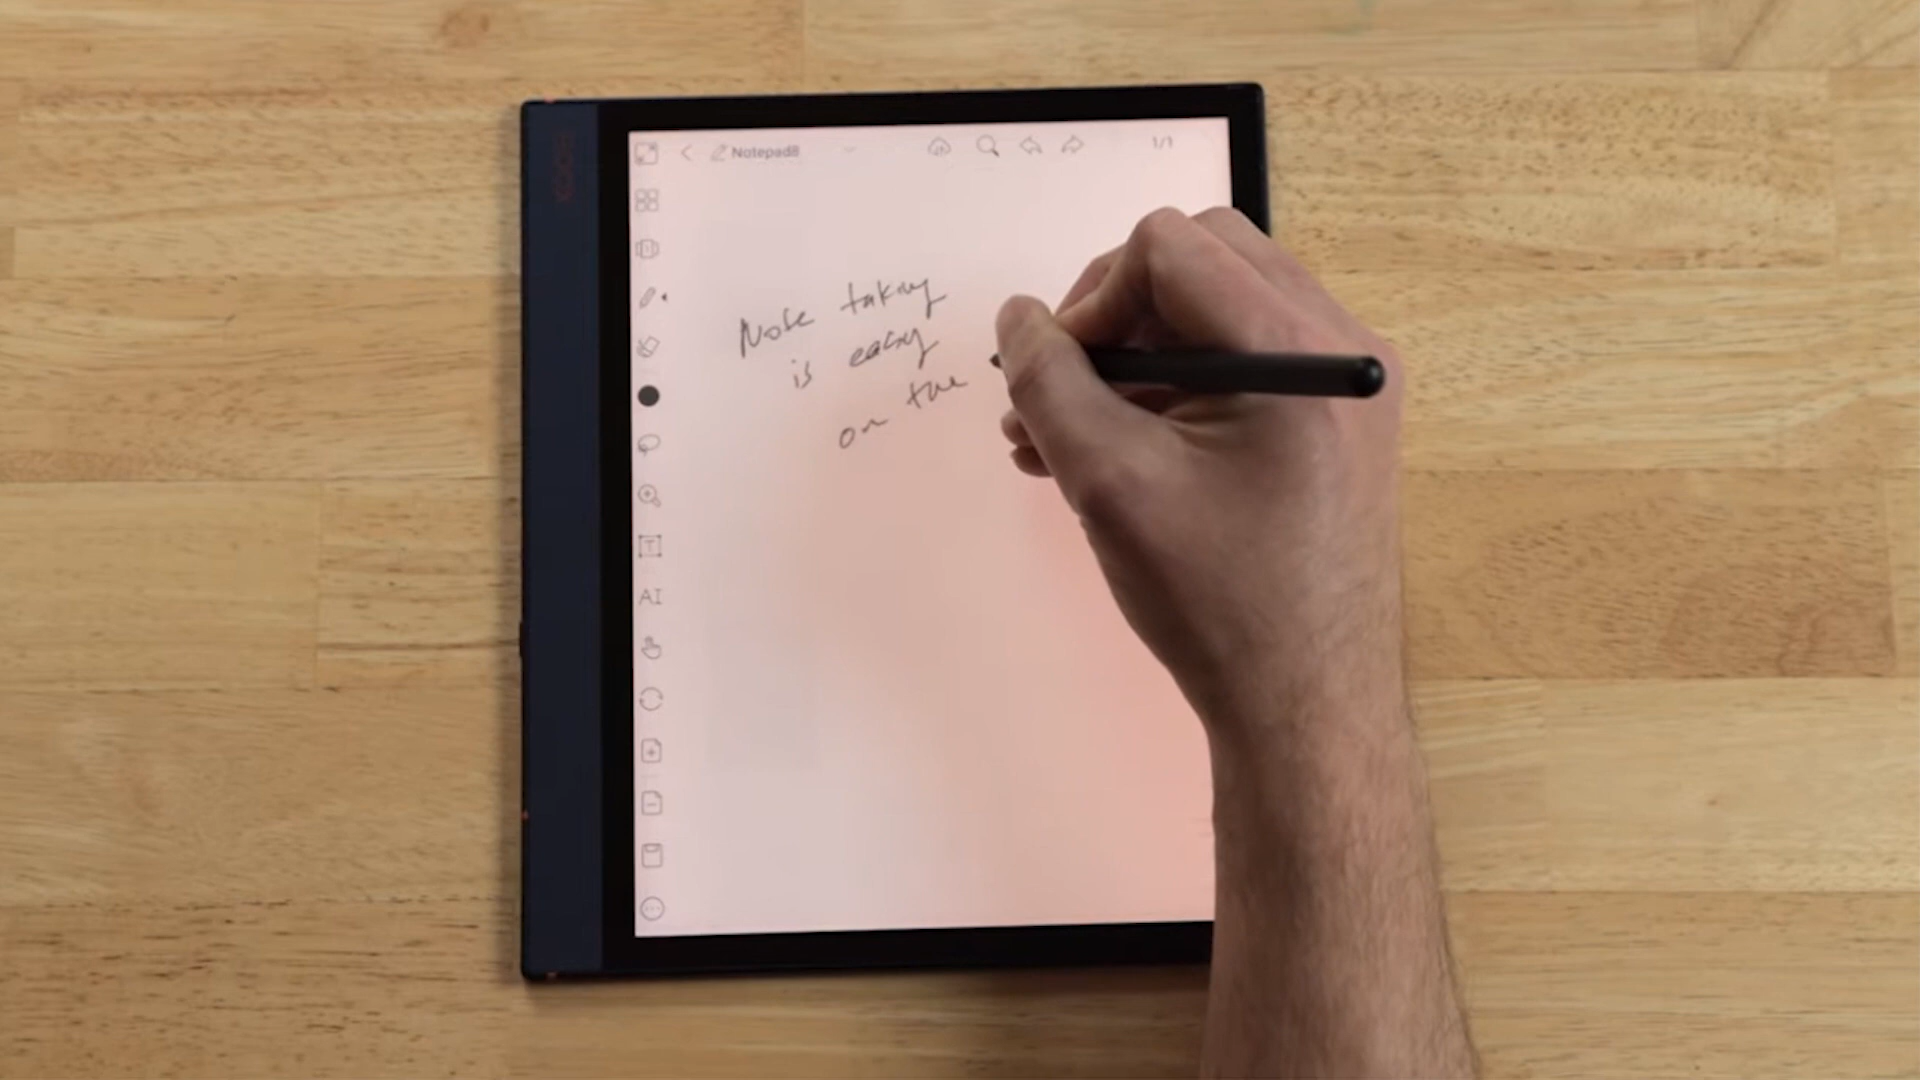 Notepad8
1/1
Note taking
is easy
on the
T
AI